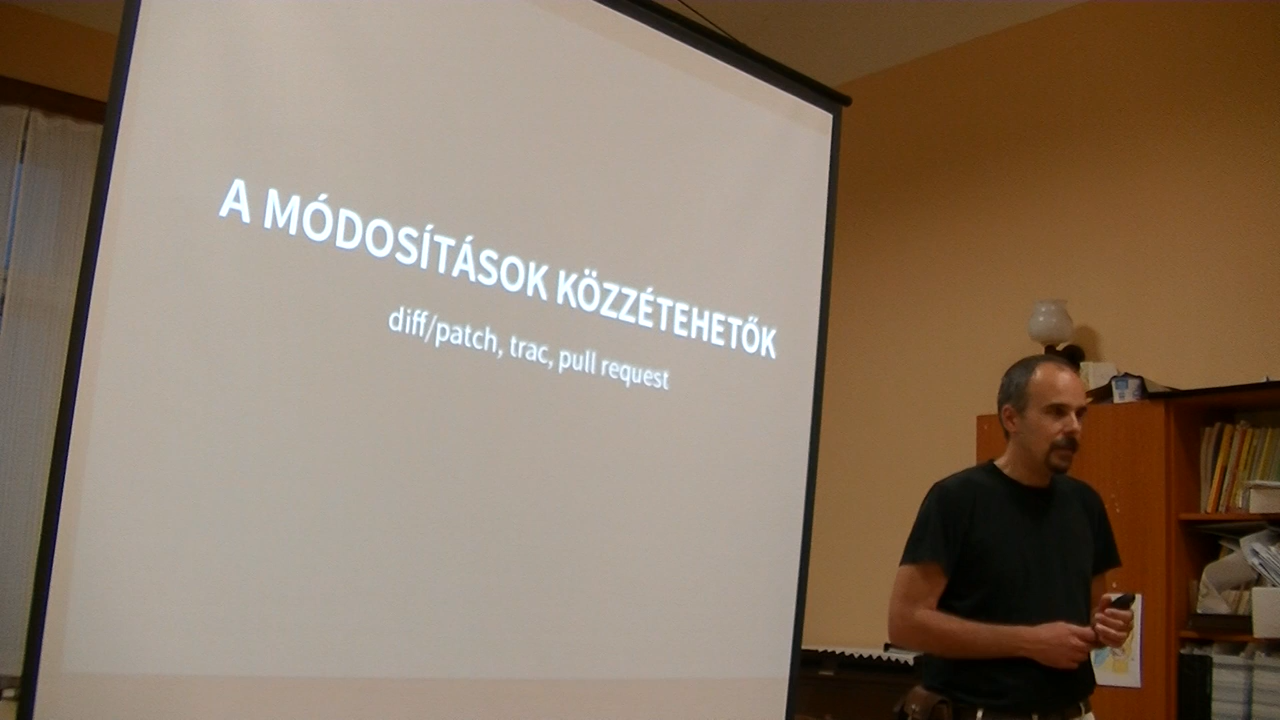 A MÓDOSÍTÁSOK KÖZZÉTEHETŐK
diff/patch, trac, pull request